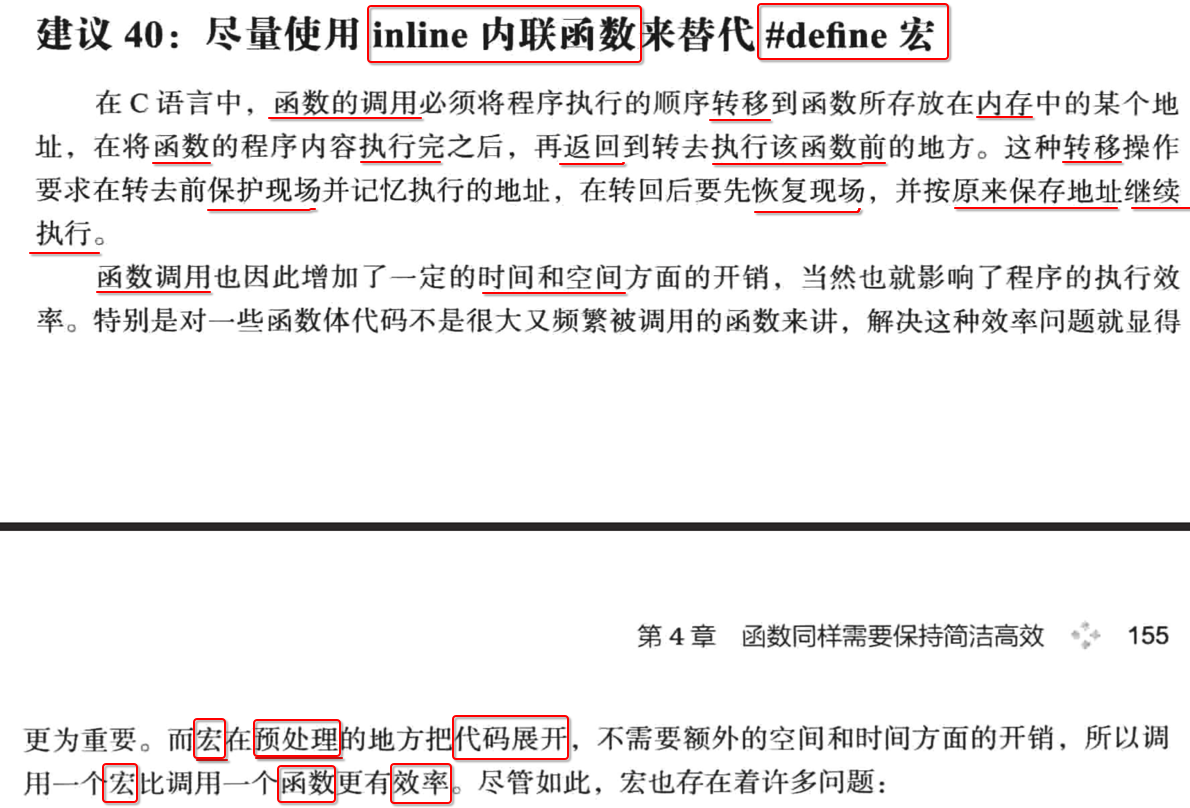 建议 40：尽量使用 inline 内联函数来替代 #define 宏
在 C 语言中，函数的调用必须将程序执行的顺序转移到函数所存放在内存中的某个地
址，在将函数的程序内容执行完之后，再返回到转去执行该函数前的地方。这种转移操作
要求在转去前保护现场并记忆执行的地址，在转回后要先恢复现场，并按原来保存地址继续
执行。
函数调用也因此增加了一定的时间和空间方面的开销，当然也就影响了程序的执行效
率。特别是对一些函数体代码不是很大又频繁被调用的函数来讲，解决这种效率问题就显得
第 4 章 函数同样需要保持简洁高效 155
更为重要。而宏在预处理的地方把代码展开，不需要额外的空间和时间方面的开销，所以调
用一个宏比调用一个函数更有效率。尽管如此，宏也存在着许多问题：